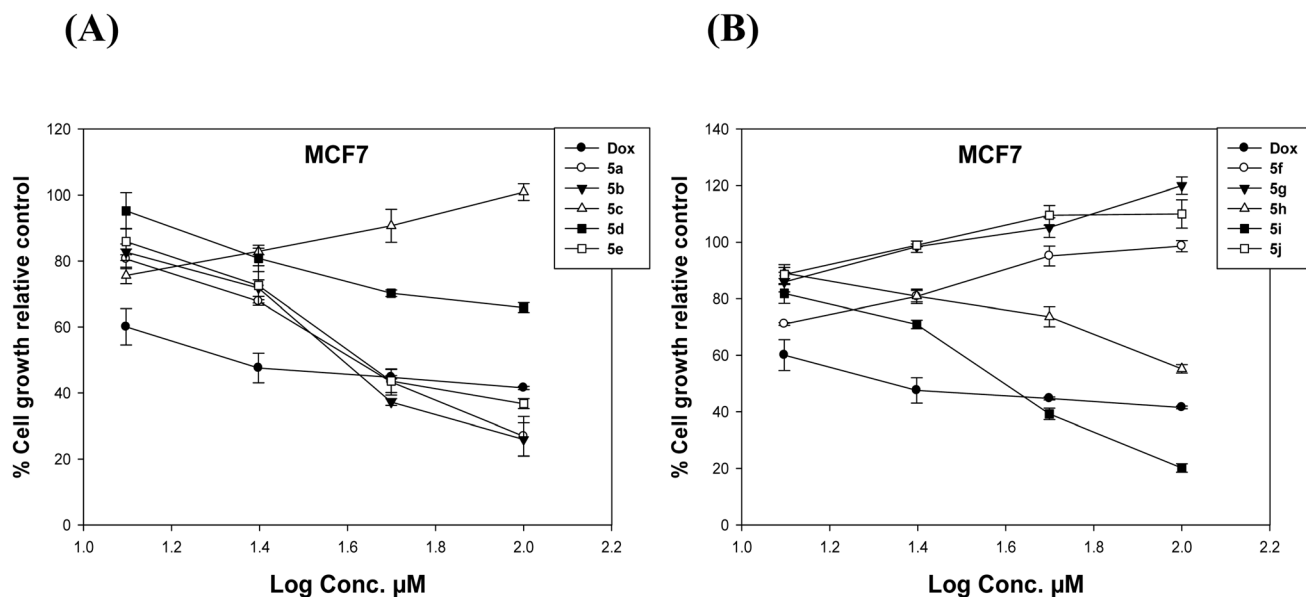 (A)
(B)
MCF7
% Cell growth relative control
120
100
80
60
40
20
0
1.0 1.2 1.4 1.6 1.8 2.0 2.2
Log Conc. µM
Dox
5a
5b
5c
5d
5e
MCF7
% Cell growth relative control
140
120
100
80
60
40
20
0
1.0 1.2 1.4 1.6 1.8 2.0 2.2
Log Conc. µM
Dox
5f
5g
5h
5i
5j